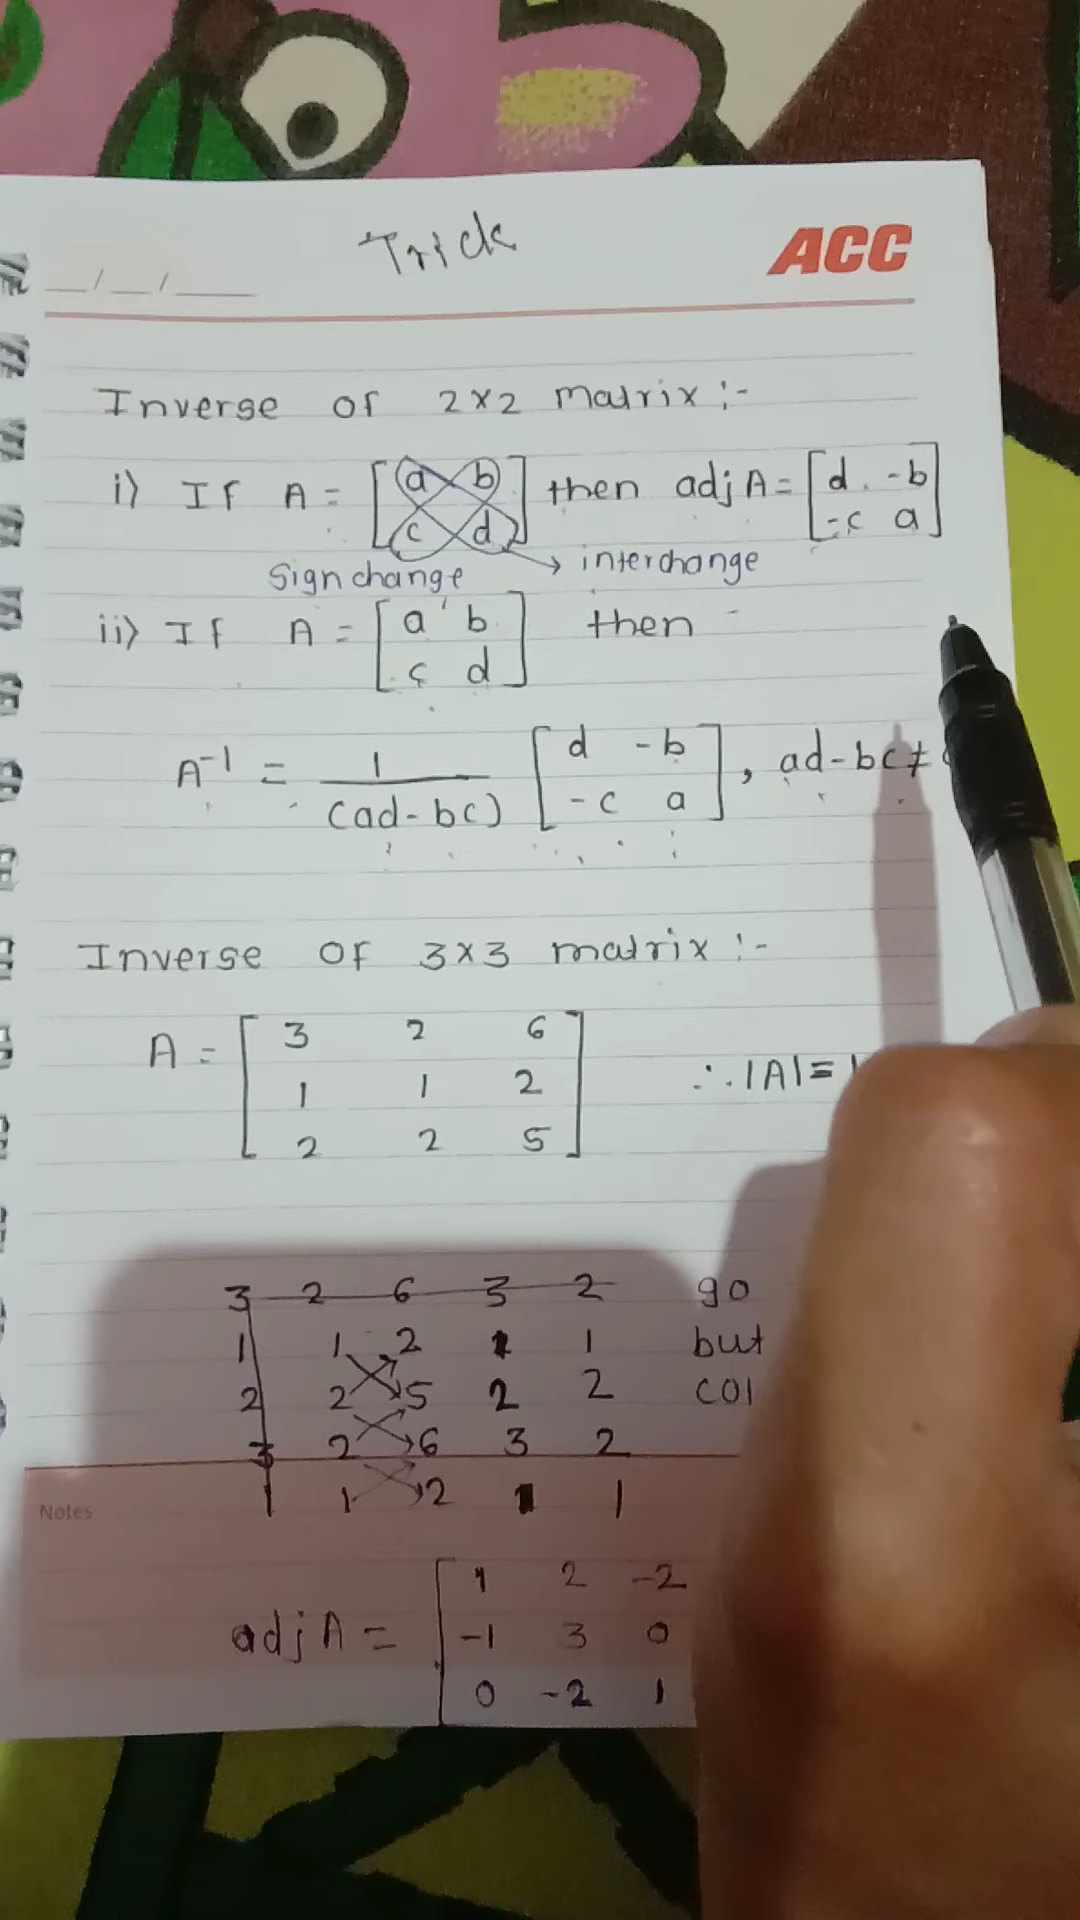 Trick
ACC
__/__/____
Inverse of 2×2 matrix :-
i) If A = [a b] then adj A = [d -b]
[c d] [-c a]
Sign change → interchange
ii) If A = [a b] then
[c d]
A⁻¹ = 1/(ad-bc) [d -b], ad-bc≠
[-c a]
Inverse of 3×3 matrix :-
A = [3 2 6]
[1 1 2] ∴ |A| =
[2 2 5]
3 2 6 3 2 go
1 1 2 1 1 but
2 2 5 2 2 col
3 2 6 3 2
1 1 2 1 1
Notes
adj A = [1 2 -2
-1 3 0
0 -2 1